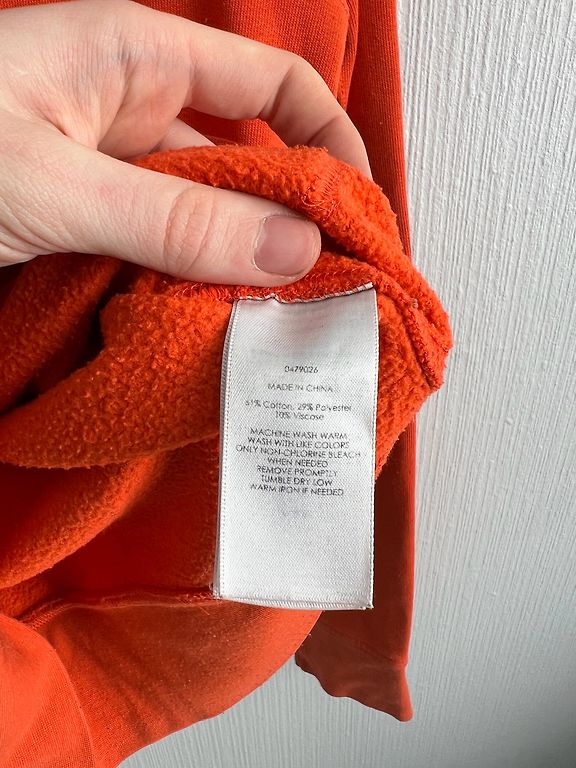 0479026
MADE IN CHINA
61% Cotton, 29% Polyester
10% Viscose
MACHINE WASH WARM
WASH WITH LIKE COLORS
ONLY NON-CHLORINE BLEACH
WHEN NEEDED
REMOVE PROMPTLY
TUMBLE DRY LOW
WARM IRON IF NEEDED